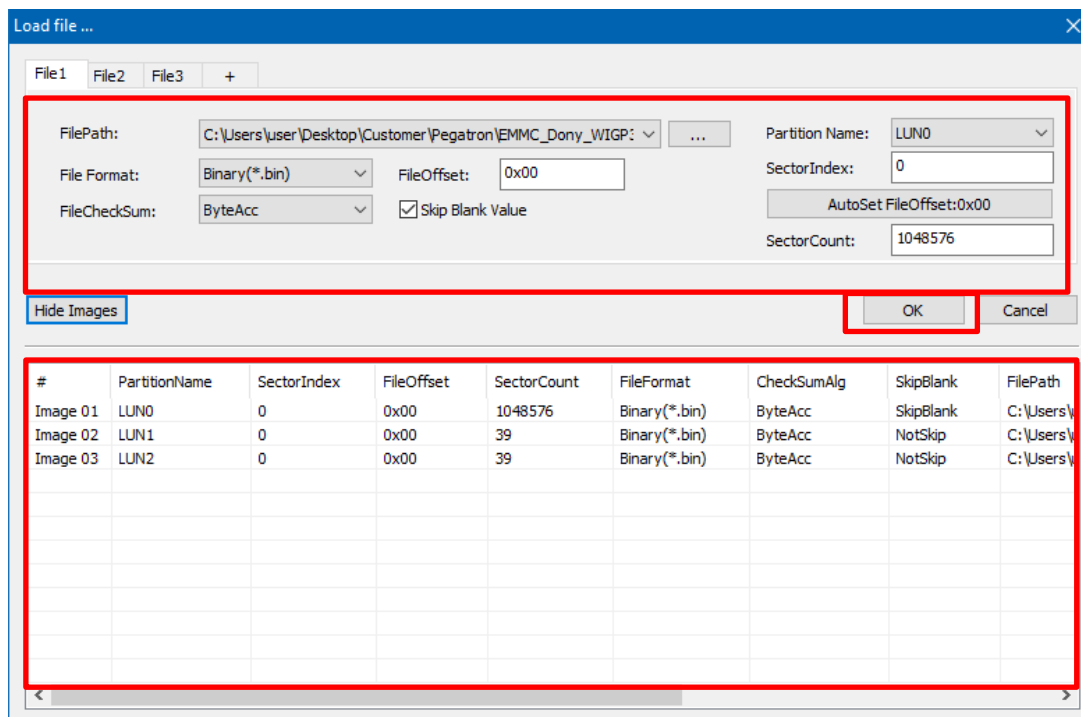 Load file ...
File1 File2 File3 +
FilePath: C:\Users\user\Desktop\Customer\Pegatron\EMMC_Dony_WIGP3 ... Partition Name: LUN0
File Format: Binary(*.bin) FileOffset: 0x00 SectorIndex: 0
FileCheckSum: ByteAcc Skip Blank Value AutoSet FileOffset:0x00
SectorCount: 1048576
Hide Images OK Cancel
# PartitionName SectorIndex FileOffset SectorCount FileFormat CheckSumAlg SkipBlank FilePath
Image 01 LUN0 0 0x00 1048576 Binary(*.bin) ByteAcc SkipBlank C:\Users\
Image 02 LUN1 0 0x00 39 Binary(*.bin) ByteAcc NotSkip C:\Users\
Image 03 LUN2 0 0x00 39 Binary(*.bin) ByteAcc NotSkip C:\Users\